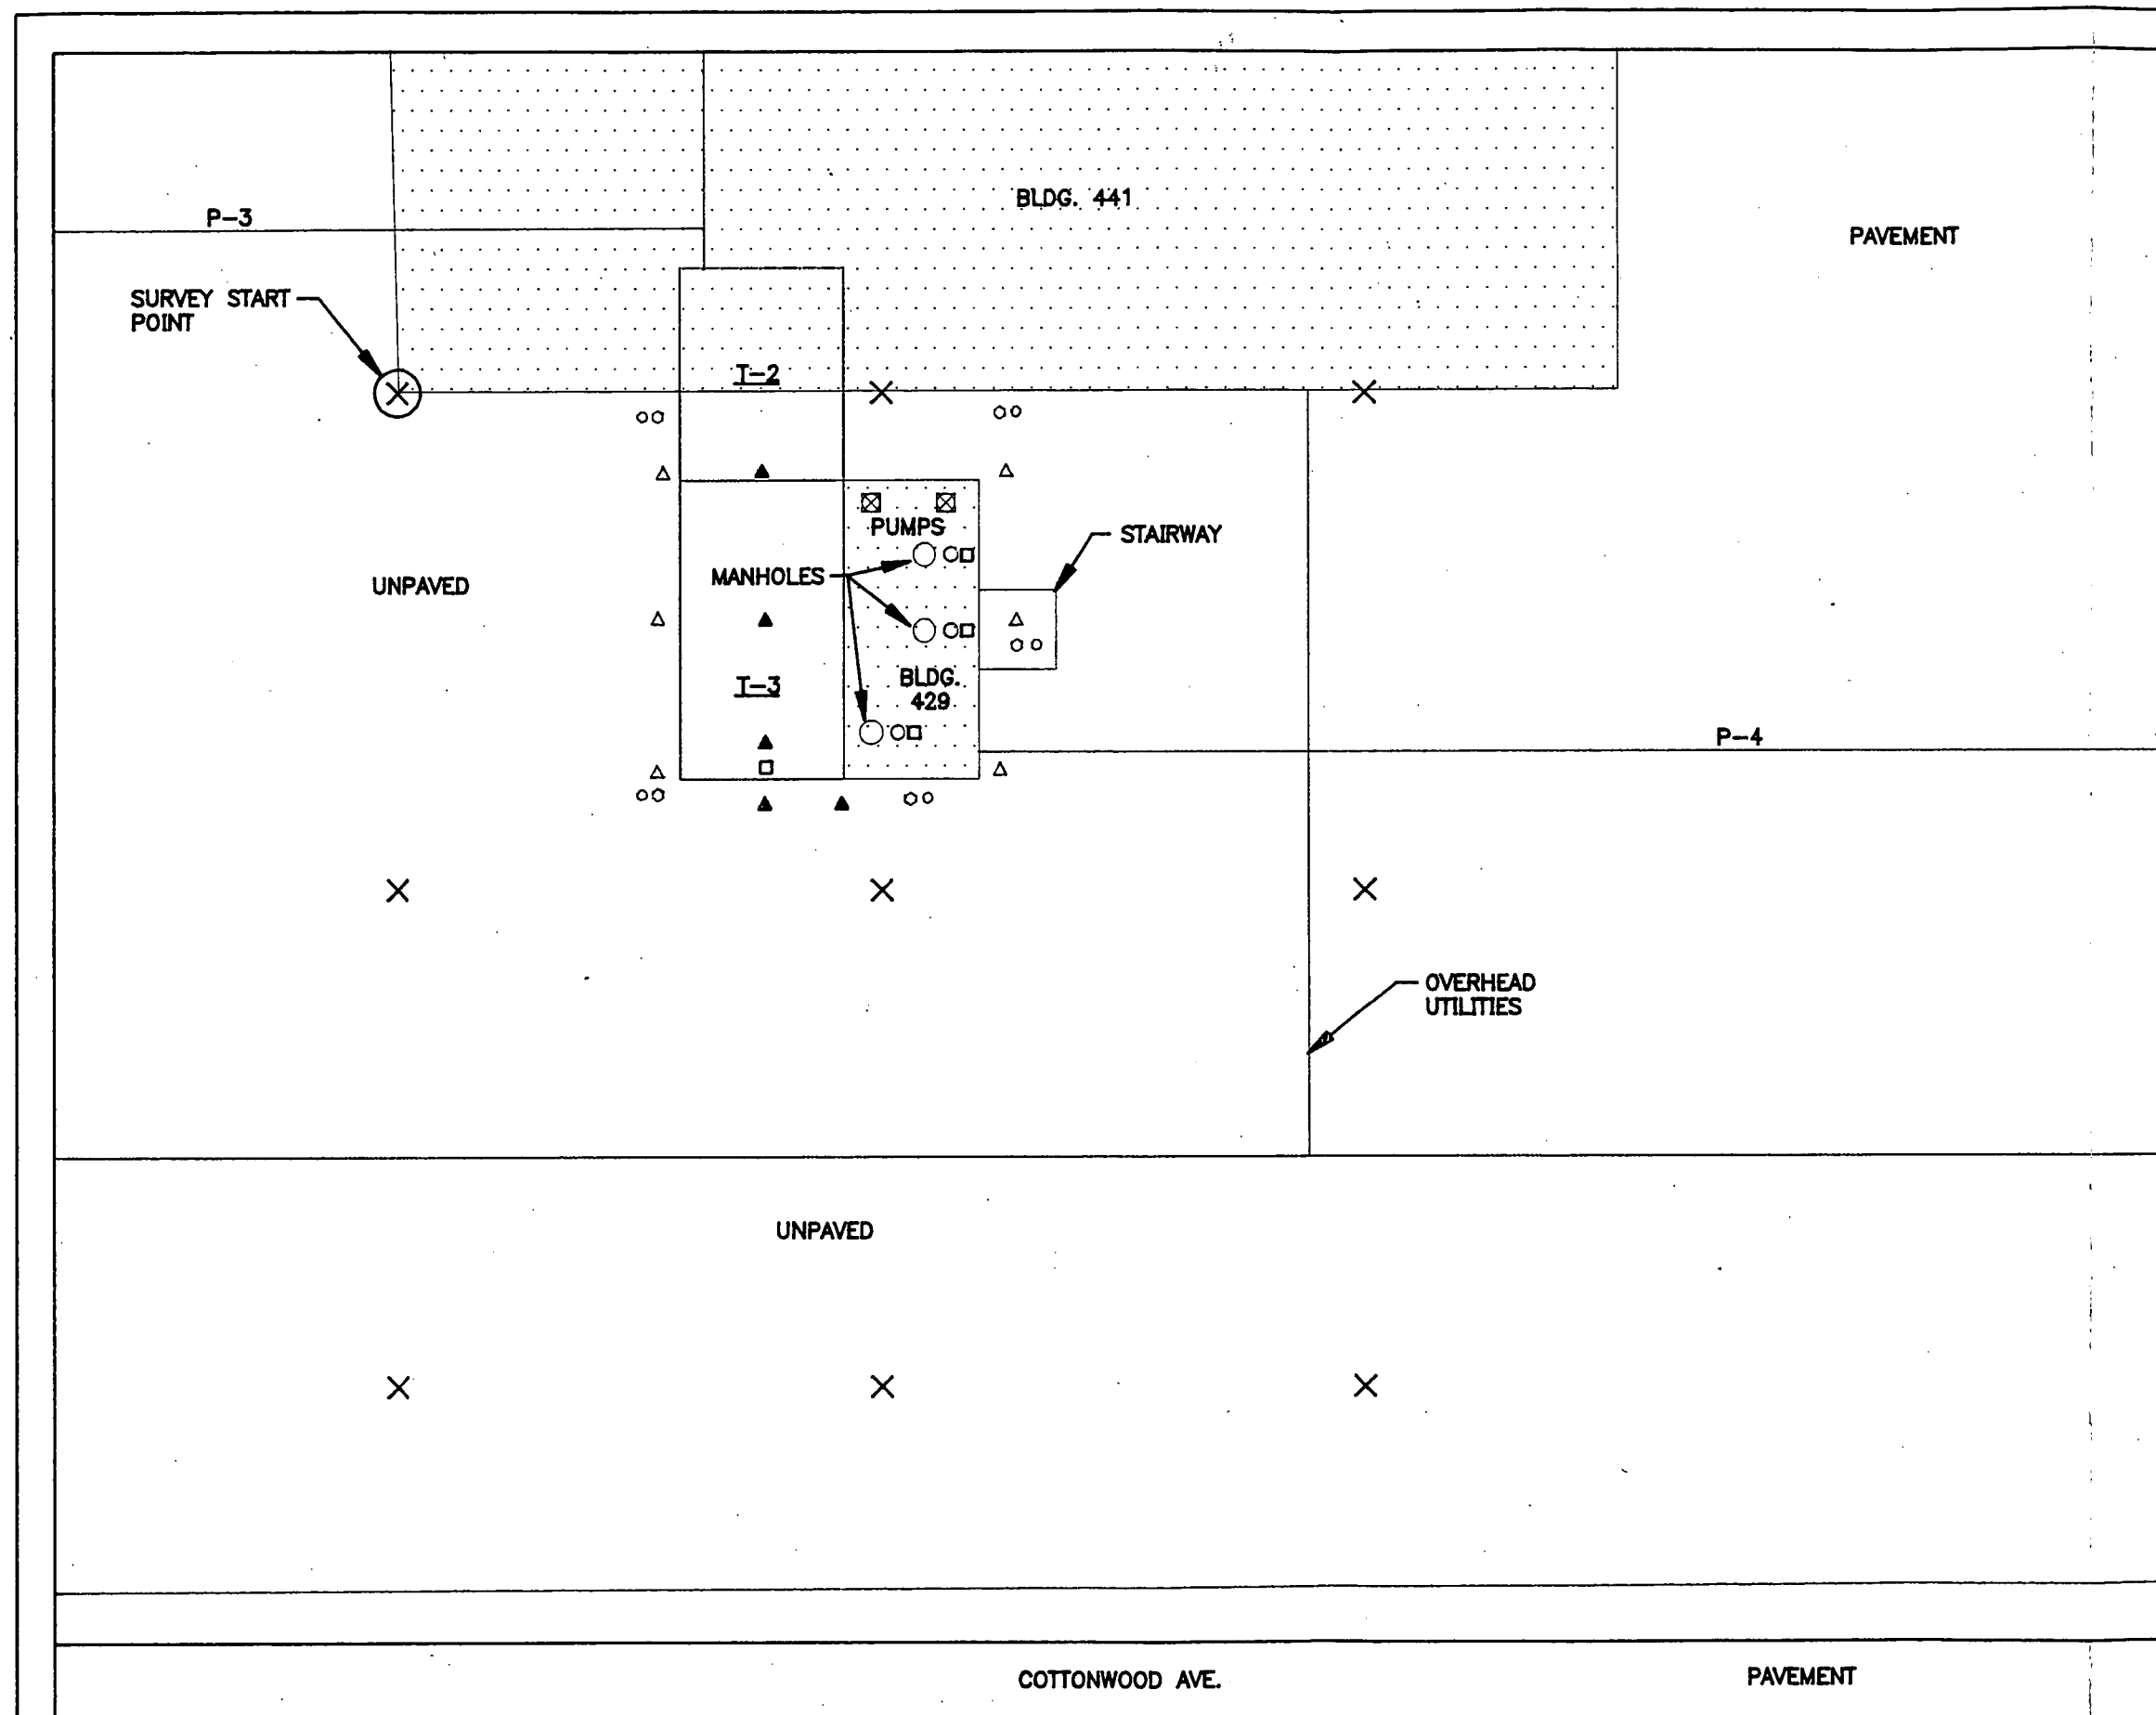 BLDG. 441
P-3
PAVEMENT
SURVEY START
POINT
T-2
PUMPS
STAIRWAY
MANHOLES
UNPAVED
BLDG.
429
T-3
P-4
OVERHEAD
UTILITIES
UNPAVED
COTTONWOOD AVE.
PAVEMENT